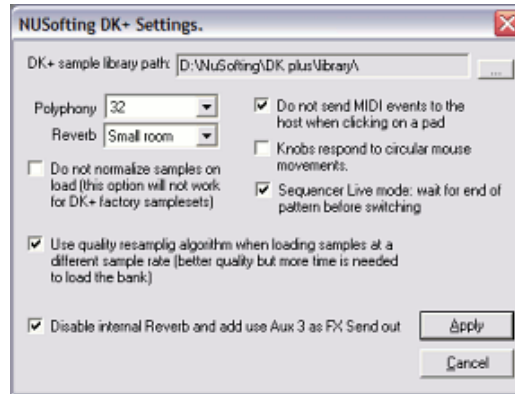 NUSofting DK+ Settings.
DK+ sample library path: D:\NuSofting\DK plus\library\
...
Polyphony 32
Reverb Small room
Do not normalize samples on
load (this option will not work
for DK+ factory samplesets)
Do not send MIDI events to the
host when clicking on a pad
Knobs respond to circular mouse
movements.
Sequencer Live mode: wait for end of
pattern before switching
Use quality resamplig algorithm when loading samples at a
different sample rate (better quality but more time is needed
to load the bank)
Disable internal Reverb and add use Aux 3 as FX Send out
Apply
Cancel